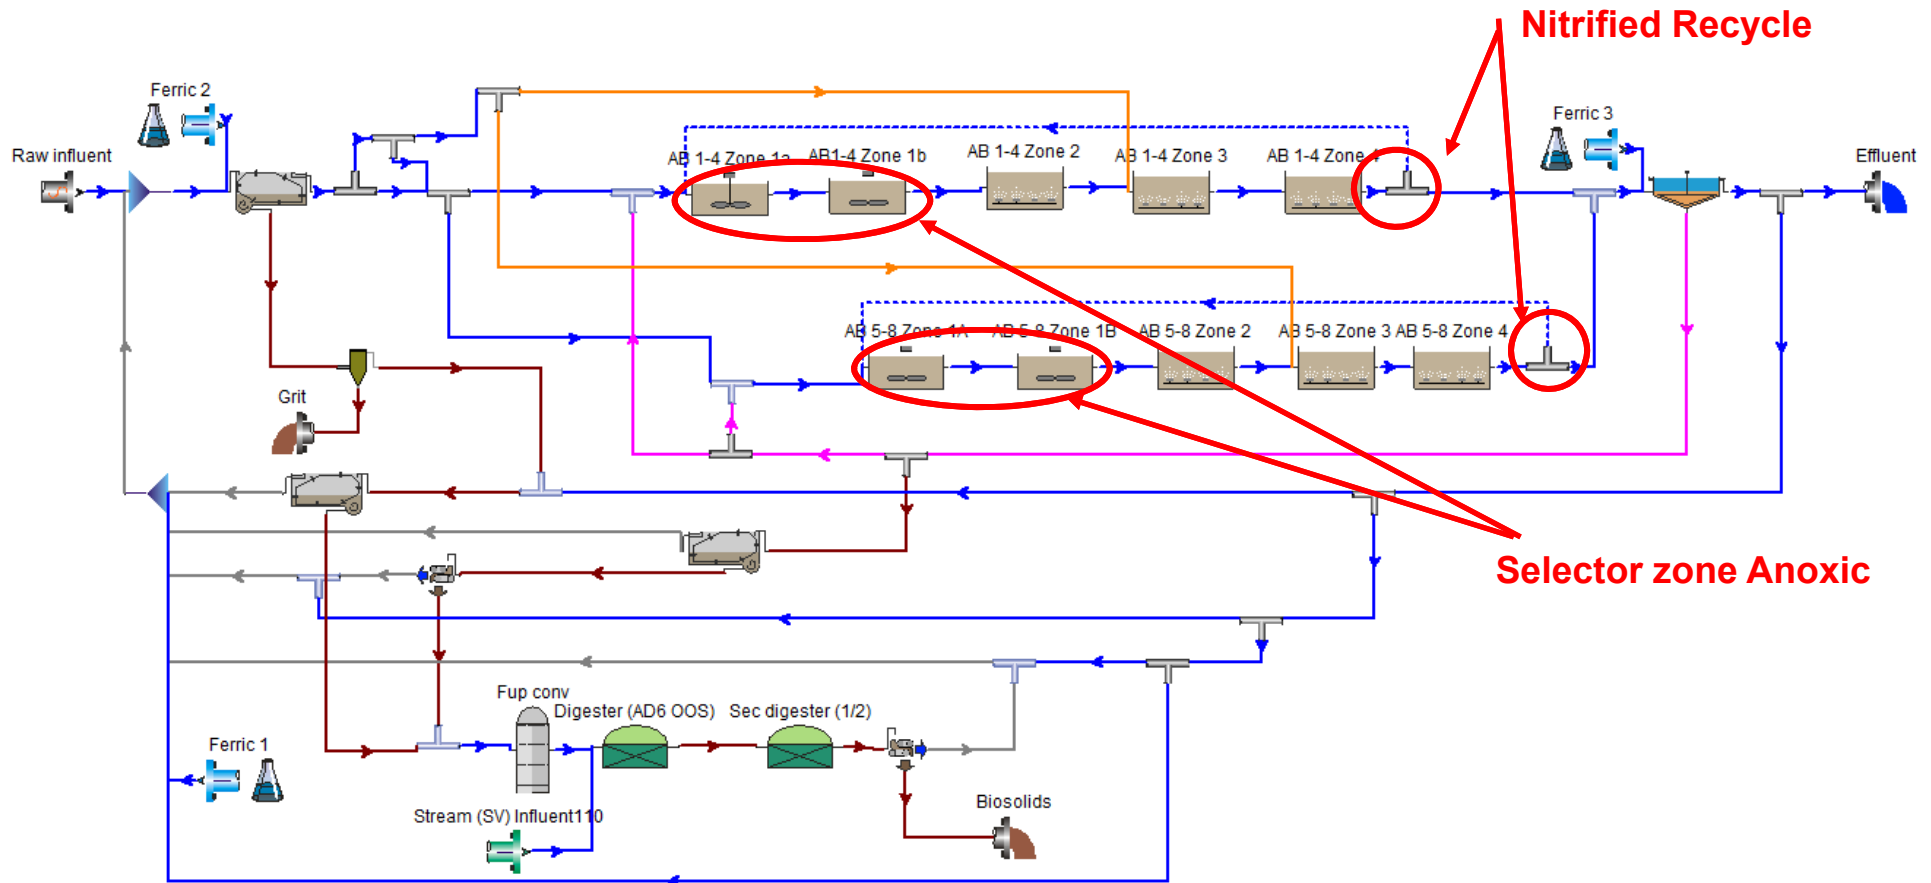 Nitrified Recycle
Ferric 2
Ferric 3
Raw influent
AB 1-4 Zone 1a
AB1-4 Zone 1b
AB 1-4 Zone 2
AB 1-4 Zone 3
AB 1-4 Zone 4
Effluent
AB 5-8 Zone 1A
AB 5-8 Zone 1B
AB 5-8 Zone 2
AB 5-8 Zone 3
AB 5-8 Zone 4
Grit
Selector zone Anoxic
Fup conv
Digester (AD6 OOS)
Sec digester (1/2)
Ferric 1
Stream (SV) Influent110
Biosolids